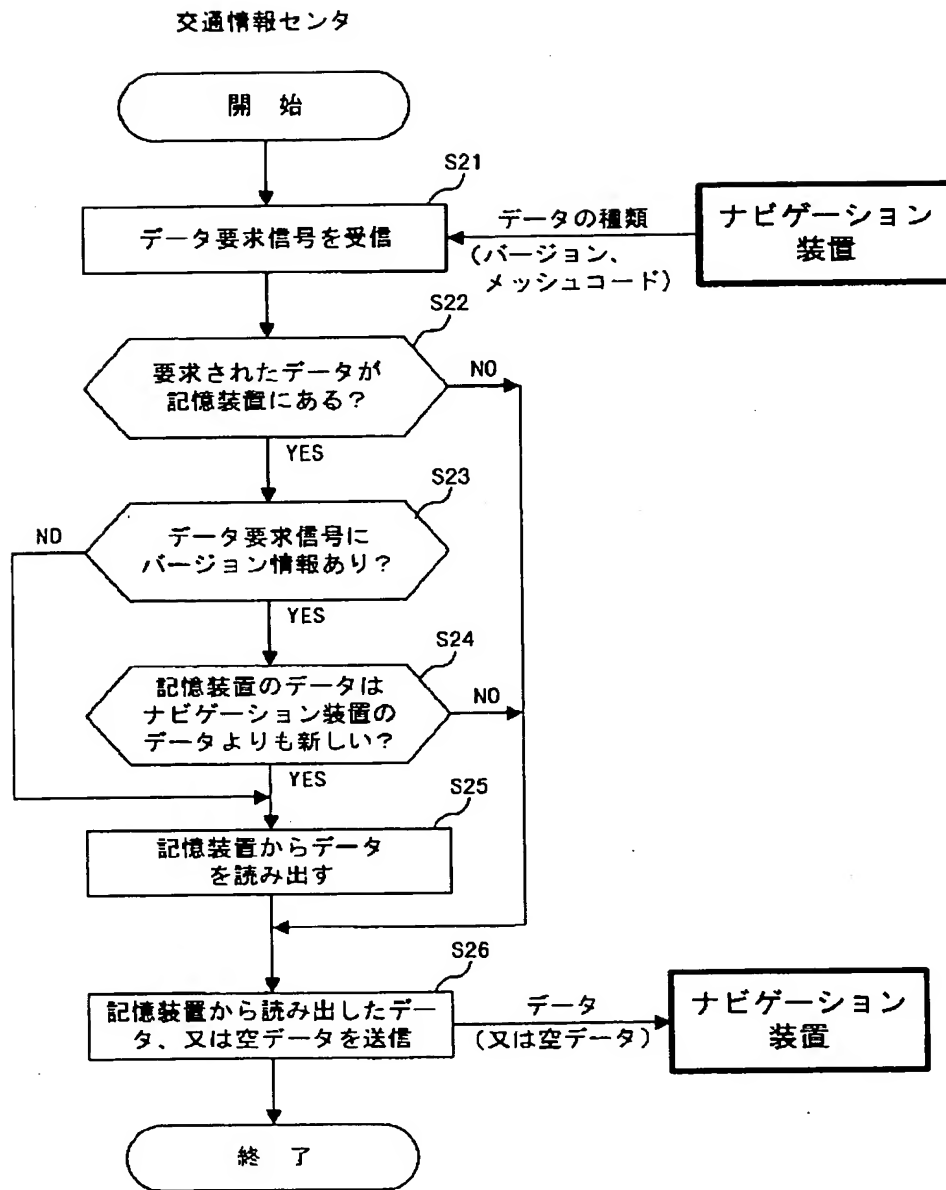 交通情報センタ
開 始
S21
データ要求信号を受信
データの種類
(バージョン、
メッシュコード)
ナビゲーション
装置
S22
要求されたデータが
記憶装置にある?
NO
YES
S23
データ要求信号に
バージョン情報あり?
NO
YES
S24
記憶装置のデータは
ナビゲーション装置の
データよりも新しい?
NO
YES
S25
記憶装置からデータ
を読み出す
S26
記憶装置から読み出したデー
タ、又は空データを送信
データ
(又は空データ)
ナビゲーション
装置
終 了